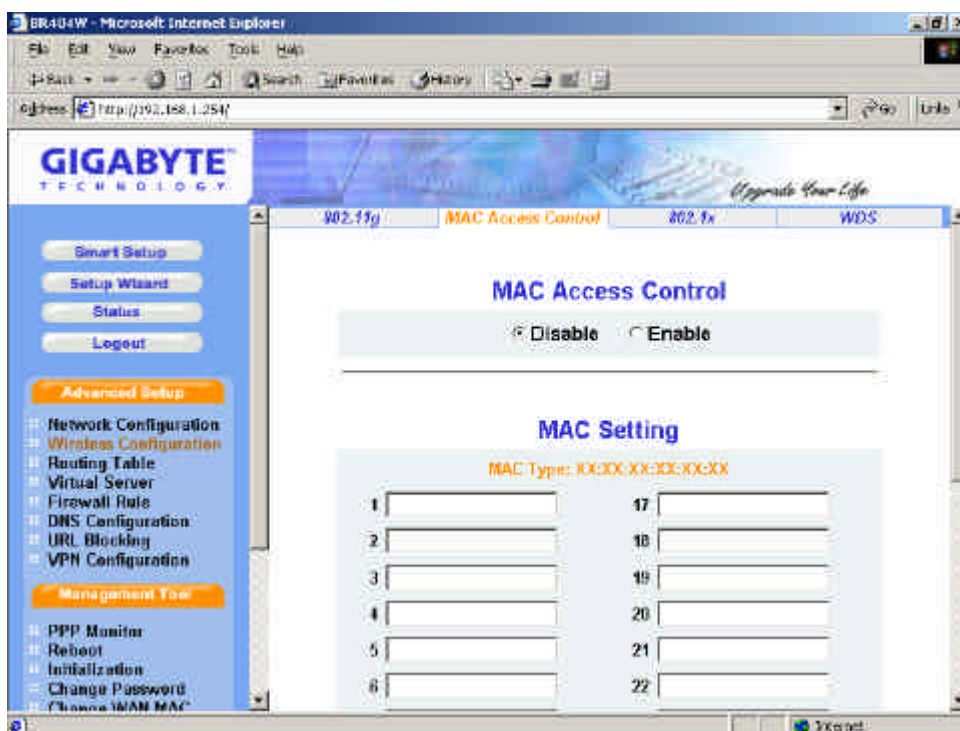 BR404W - Microsoft Internet Explorer
File Edit View Favorites Tools Help
Back Search Favorites History
Address http://192.168.1.254/ Go Links
GIGABYTE™
TECHNOLOGY
Upgrade Your Life
802.11g MAC Access Control 802.1x WDS
Smart Setup
Setup Wizard
Status
Logout
Advanced Setup
Network Configuration
Wireless Configuration
Routing Table
Virtual Server
Firewall Rule
DNS Configuration
URL Blocking
VPN Configuration
Management Tool
PPP Monitor
Reboot
Initialization
Change Password
Change WAN MAC
MAC Access Control
Disable Enable
MAC Setting
MAC Type: XX:XX:XX:XX:XX:XX
1 17
2 18
3 19
4 20
5 21
6 22
Internet